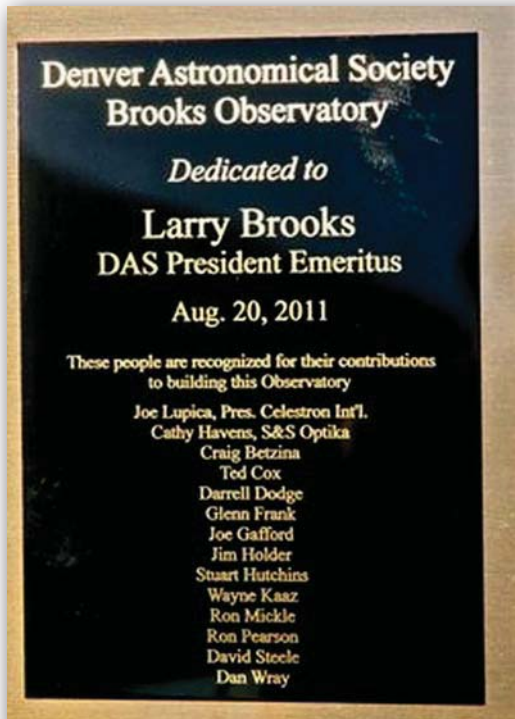 Denver Astronomical Society
Brooks Observatory
Dedicated to
Larry Brooks
DAS President Emeritus
Aug. 20, 2011
These people are recognized for their contributions
to building this Observatory
Joe Lupica, Pres. Celestron Int'l.
Cathy Havens, S&S Optika
Craig Betzina
Ted Cox
Darrell Dodge
Glenn Frank
Joe Gafford
Jim Holder
Stuart Hutchins
Wayne Kaaz
Ron Mickle
Ron Pearson
David Steele
Dan Wray